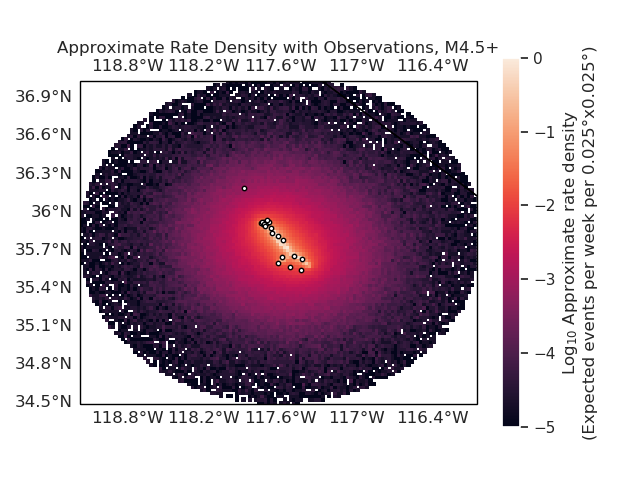 Approximate Rate Density with Observations, M4.5+
118.8°W 118.2°W 117.6°W 117°W 116.4°W
36.9°N
36.6°N
36.3°N
36°N
35.7°N
35.4°N
35.1°N
34.8°N
34.5°N
118.8°W 118.2°W 117.6°W 117°W 116.4°W
0
−1
−2
−3
−4
−5
Log₁₀ Approximate rate density
(Expected events per week per 0.025°x0.025°)